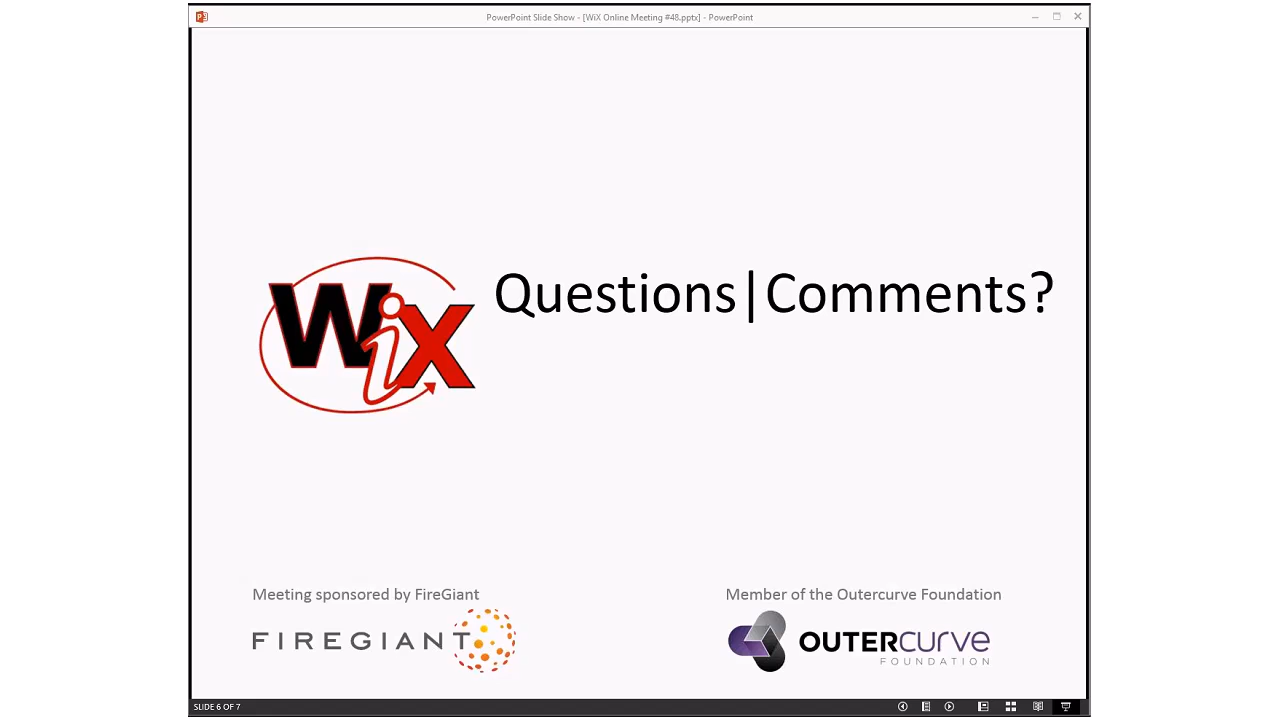 PowerPoint Slide Show - [WiX Online Meeting #48.pptx] - PowerPoint
WiX
Questions|Comments?
Meeting sponsored by FireGiant
FIREGIANT
Member of the Outercurve Foundation
OUTERCURVE
FOUNDATION
SLIDE 6 OF 7